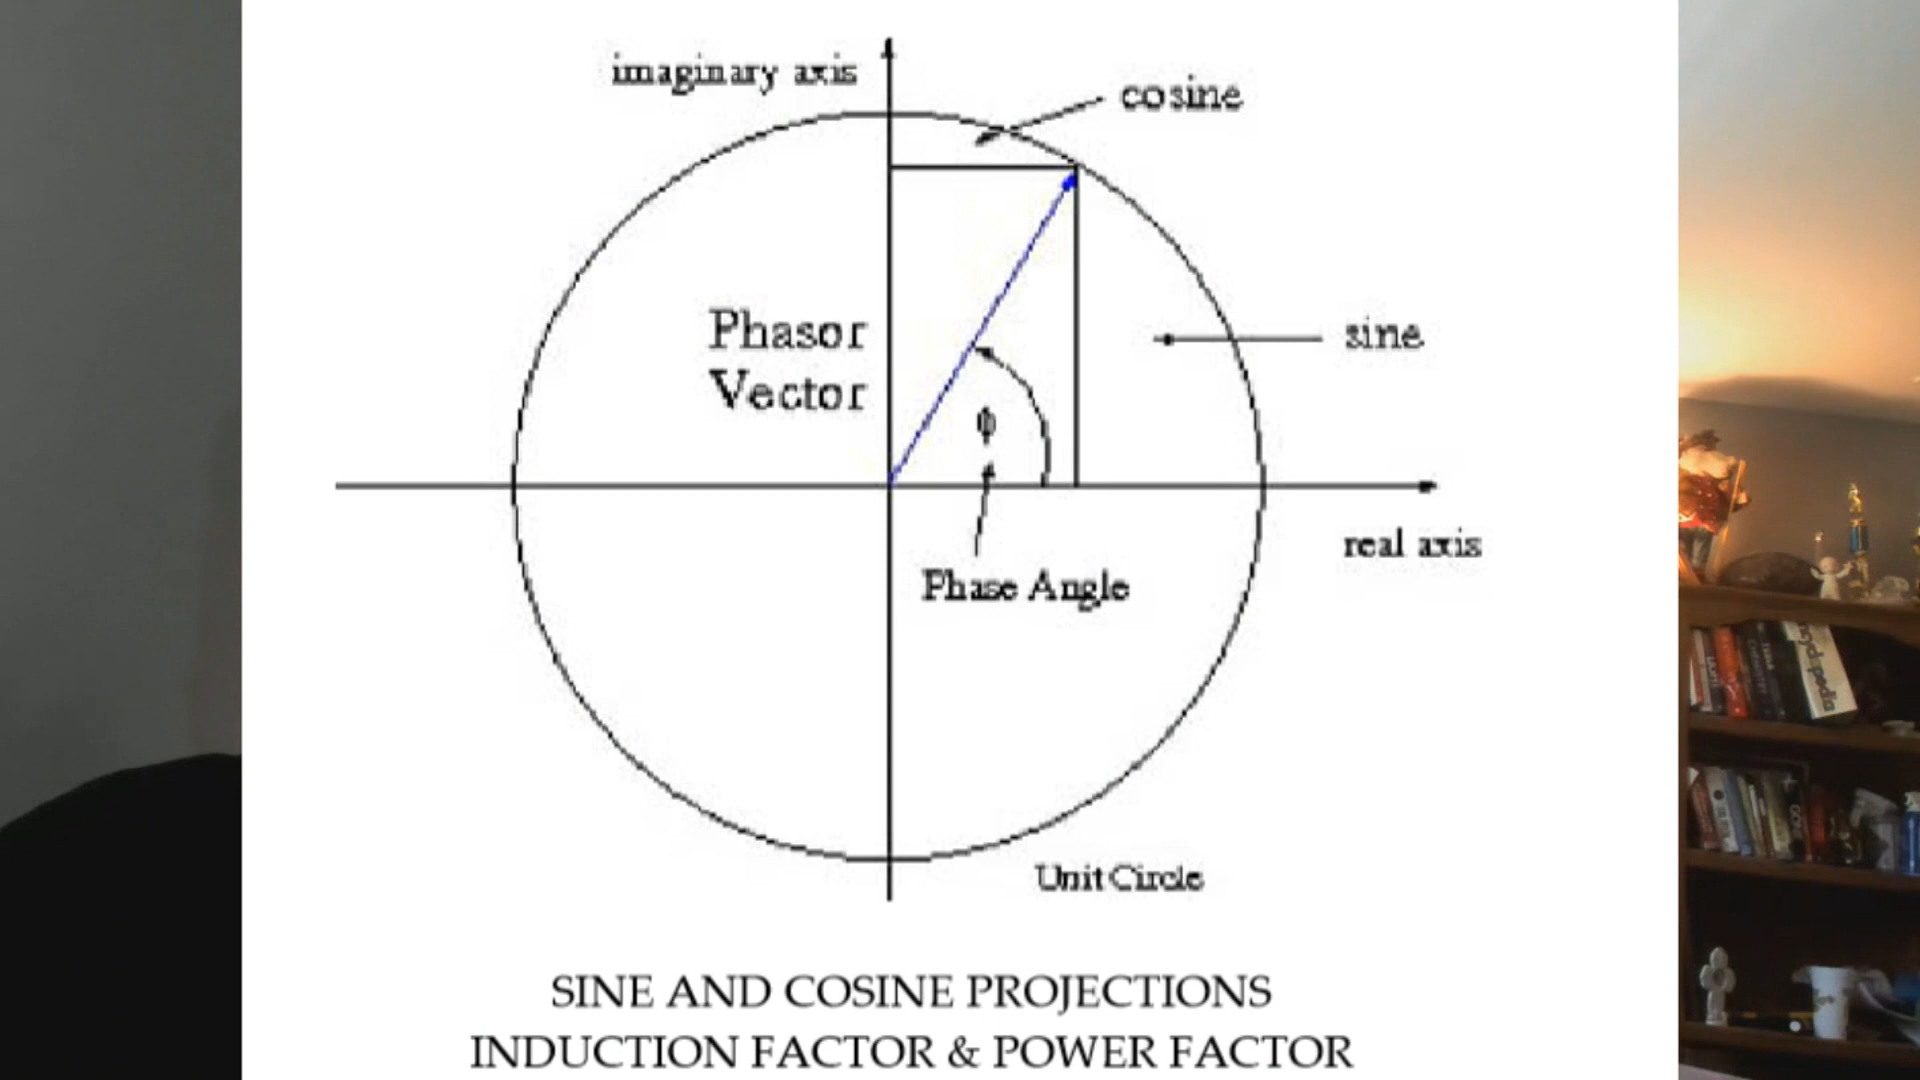 imaginary axis
cosine
Phasor
Vector
sine
ϕ
real axis
Phase Angle
Unit Circle
SINE AND COSINE PROJECTIONS
INDUCTION FACTOR & POWER FACTOR